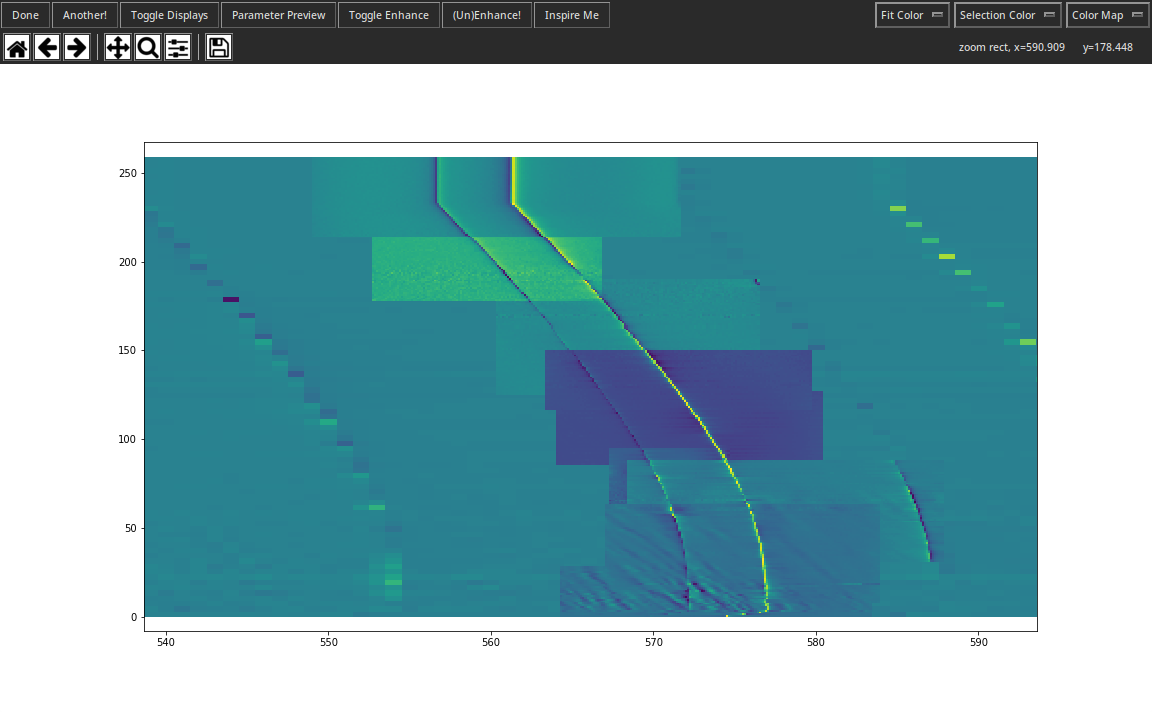 Done Another! Toggle Displays Parameter Preview Toggle Enhance (Un)Enhance! Inspire Me Fit Color Selection Color Color Map
zoom rect, x=590.909 y=178.448
250
200
150
100
50
0
540 550 560 570 580 590